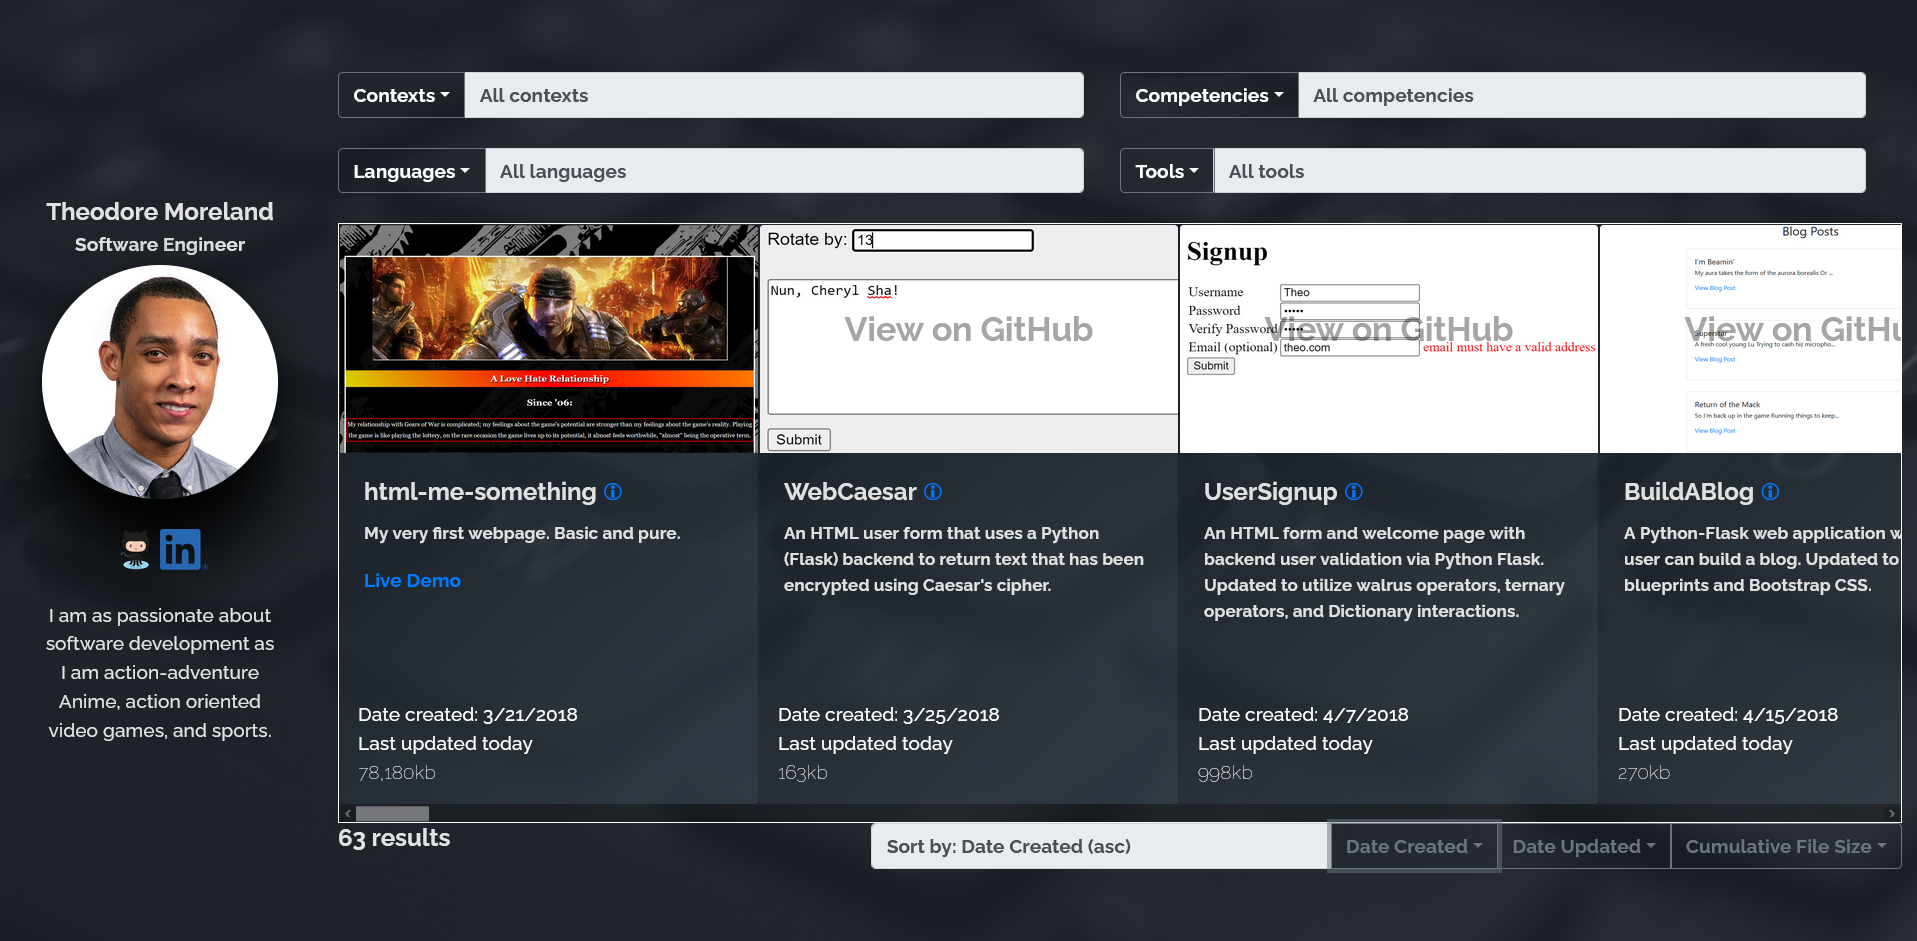 Contexts
All contexts
Competencies
All competencies
Languages
All languages
Tools
All tools
Theodore Moreland
Software Engineer
in
I am as passionate about
software development as
I am action-adventure
Anime, action oriented
video games, and sports.
A Love Hate Relationship
Since '06:
My relationship with Gears of War is complicated; my feelings about the game's potential are stronger than my feelings about the game's reality. Playing
the game is like playing the lottery, on the rare occasion the game lives up to its potential, it almost feels worthwhile, "almost" being the operative term.
html-me-something
My very first webpage. Basic and pure.
Live Demo
Date created: 3/21/2018
Last updated today
78,180kb
Rotate by: 13
Nun, Cheryl Sha!
View on GitHub
Submit
WebCaesar
An HTML user form that uses a Python
(Flask) backend to return text that has been
encrypted using Caesar's cipher.
Date created: 3/25/2018
Last updated today
163kb
Signup
Username Theo
Password •••••
Verify Password •••••
View on GitHub
Email (optional) theo.com email must have a valid address
Submit
UserSignup
An HTML form and welcome page with
backend user validation via Python Flask.
Updated to utilize walrus operators, ternary
operators, and Dictionary interactions.
Date created: 4/7/2018
Last updated today
998kb
Blog Posts
I'm Beamin'
My aura takes the form of the aurora borealis Or ...
View Blog Post
Superstar
View on GitHu
A fresh cool young Lu Trying to cash his micropho...
View Blog Post
Return of the Mack
So I'm back up in the game Running things to keep...
View Blog Post
BuildABlog
A Python-Flask web application w
user can build a blog. Updated to
blueprints and Bootstrap CSS.
Date created: 4/15/2018
Last updated today
270kb
63 results
Sort by: Date Created (asc)
Date Created
Date Updated
Cumulative File Size